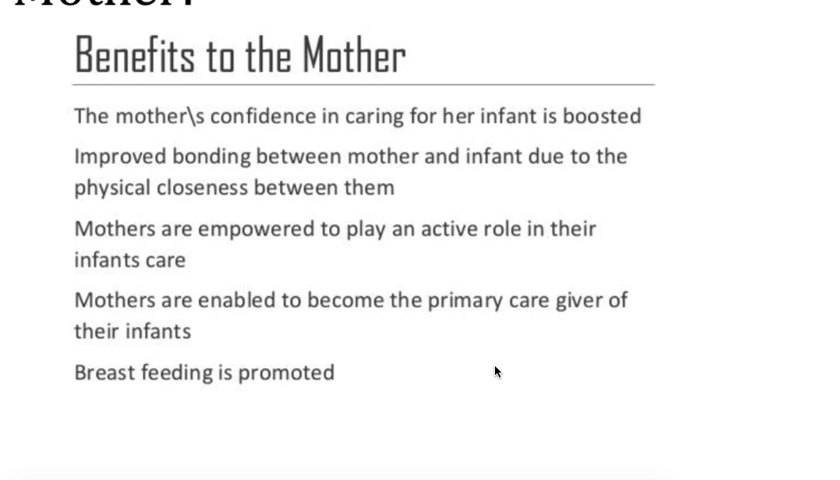 Mother?
Benefits to the Mother
The mother\s confidence in caring for her infant is boosted
Improved bonding between mother and infant due to the
physical closeness between them
Mothers are empowered to play an active role in their
infants care
Mothers are enabled to become the primary care giver of
their infants
Breast feeding is promoted